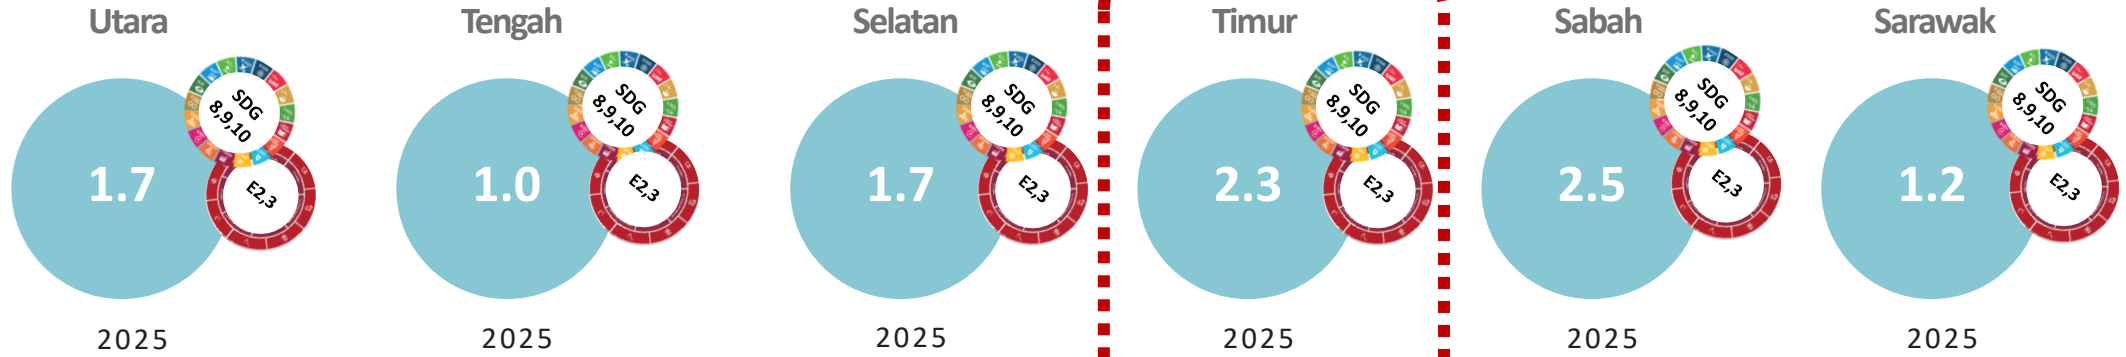 Utara
SDG
8,9,10
1.7
E2,3
2025
Tengah
SDG
8,9,10
1.0
E2,3
2025
Selatan
SDG
8,9,10
1.7
E2,3
2025
Timur
SDG
8,9,10
2.3
E2,3
2025
Sabah
SDG
8,9,10
2.5
E2,3
2025
Sarawak
SDG
8,9,10
1.2
E2,3
2025